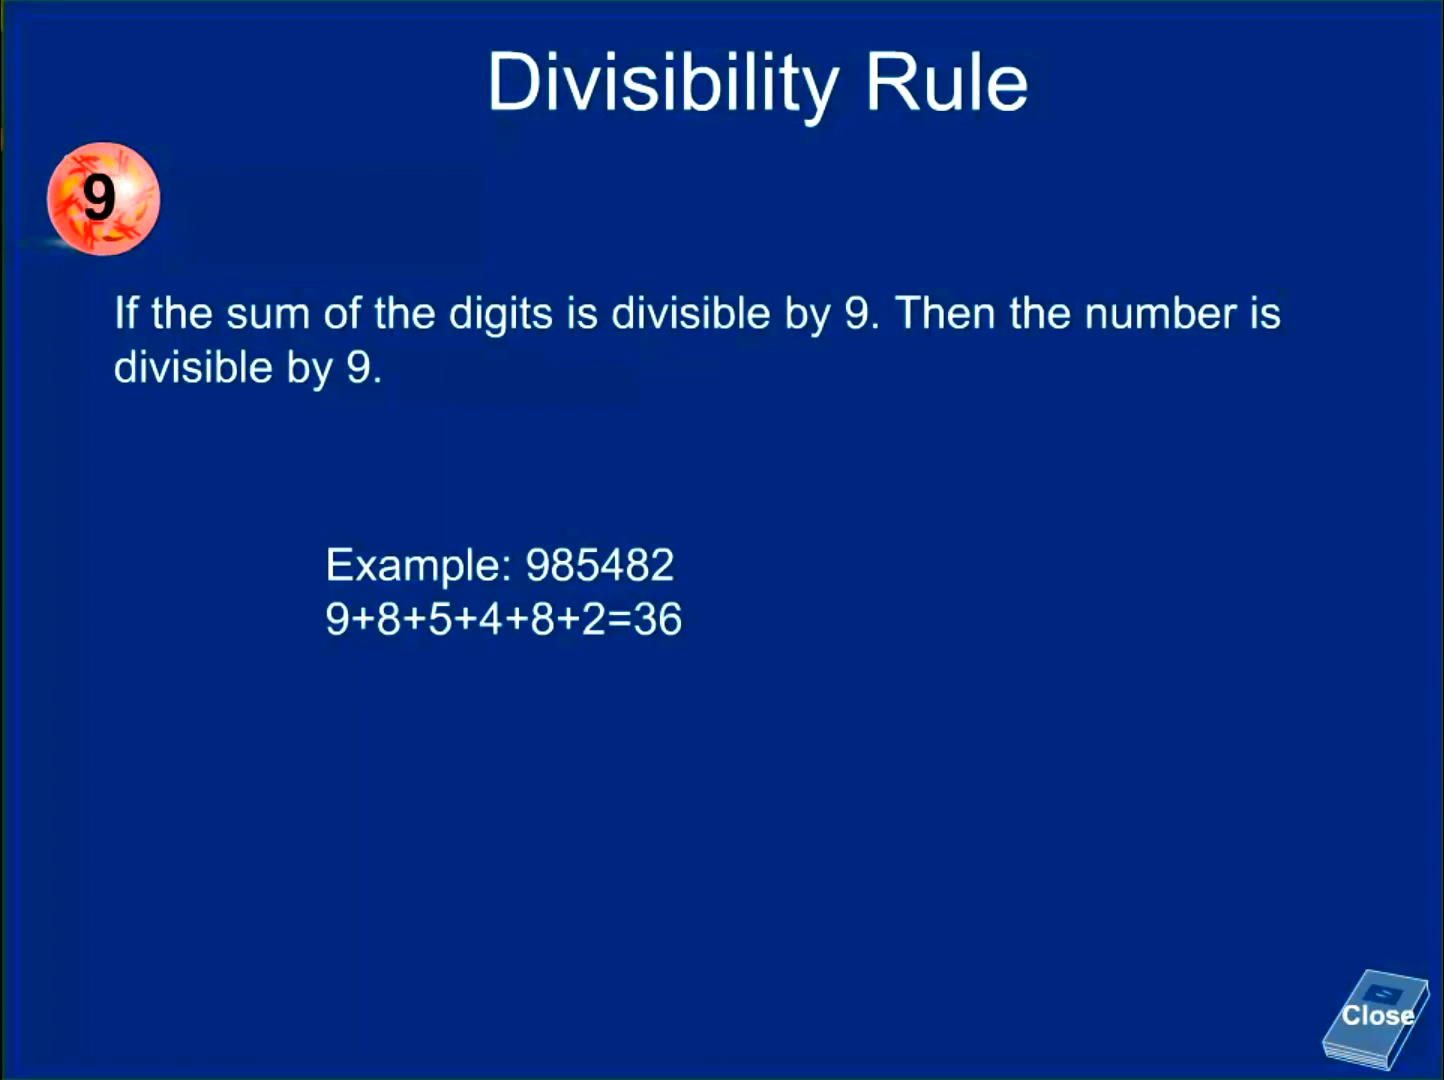 Divisibility Rule
9
If the sum of the digits is divisible by 9. Then the number is
divisible by 9.
Example: 985482
9+8+5+4+8+2=36
Close